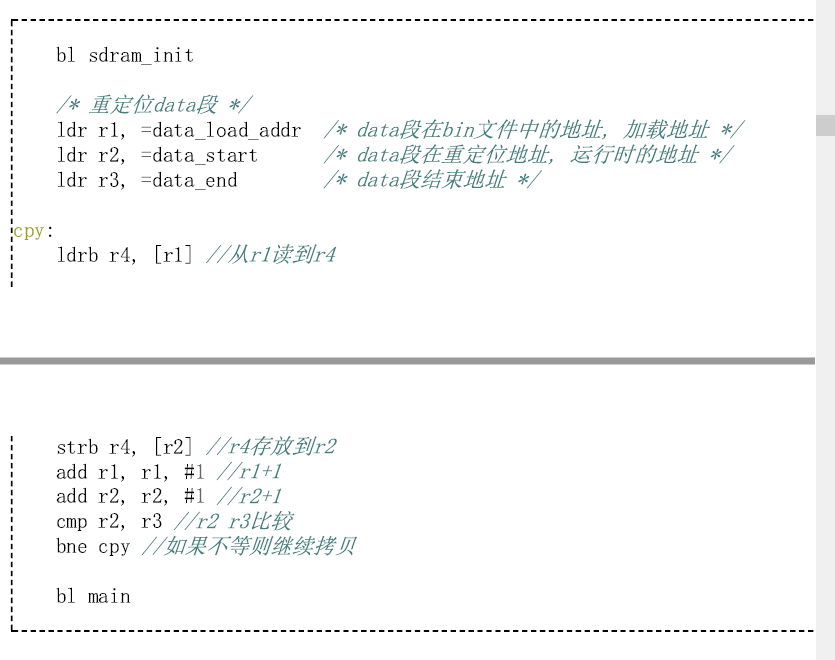 bl sdram_init
/* 重定位data段 */
ldr r1, =data_load_addr /* data段在bin文件中的地址, 加载地址 */
ldr r2, =data_start /* data段在重定位地址, 运行时的地址 */
ldr r3, =data_end /* data段结束地址 */
cpy:
ldrb r4, [r1] //从r1读到r4
strb r4, [r2] //r4存放到r2
add r1, r1, #1 //r1+1
add r2, r2, #1 //r2+1
cmp r2, r3 //r2 r3比较
bne cpy //如果不等则继续拷贝
bl main